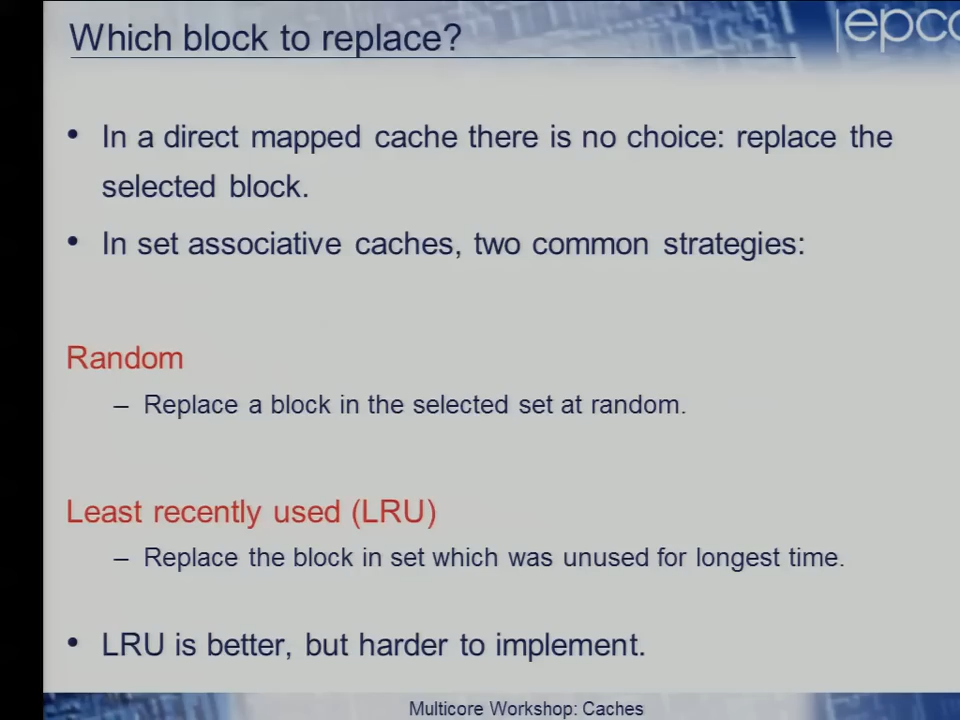 Which block to replace?
|epcc
• In a direct mapped cache there is no choice: replace the
selected block.
• In set associative caches, two common strategies:
Random
– Replace a block in the selected set at random.
Least recently used (LRU)
– Replace the block in set which was unused for longest time.
• LRU is better, but harder to implement.
Multicore Workshop: Caches